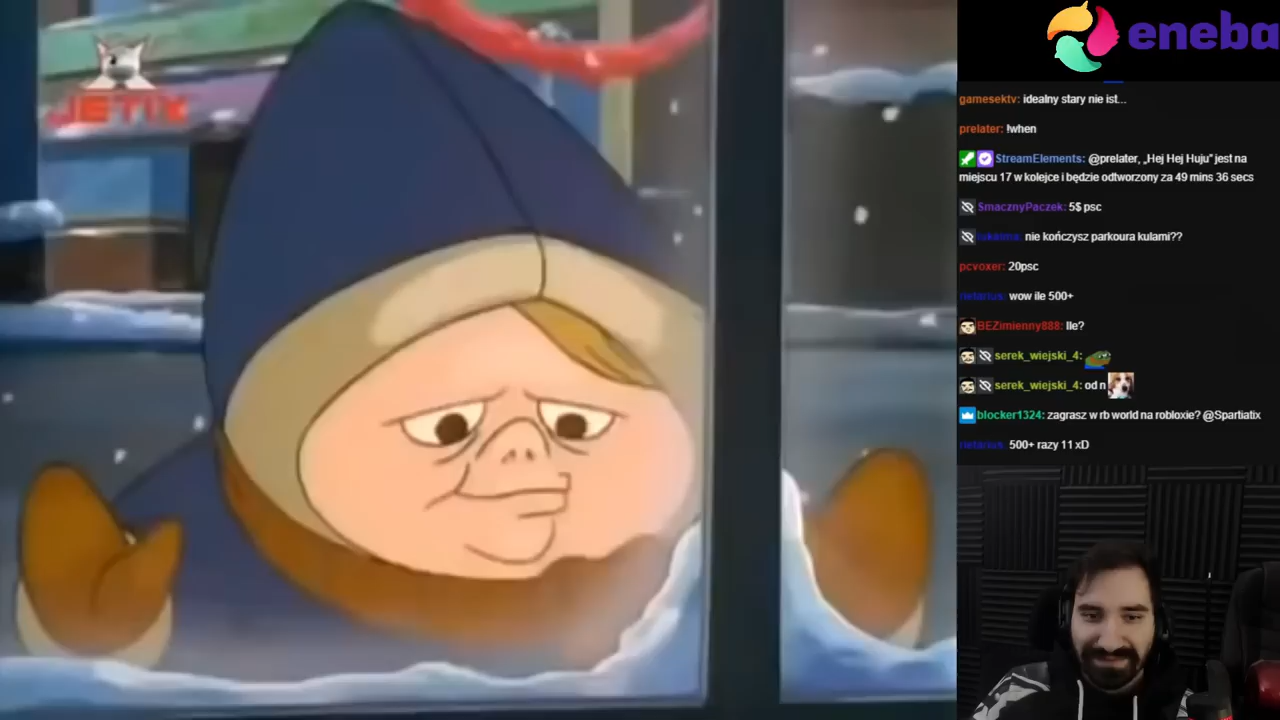 JETIX
eneba
gamesektv: idealny stary nie ist...
prelater: !when
StreamElements: @prelater, „Hej Hej Huju" jest na
miejscu 17 w kolejce i będzie odtworzony za 49 mins 36 secs
SmacznyPaczek: 5$ psc
nie kończysz parkoura kulami??
pcvoxer: 20psc
rietarius: wow ile 500+
BEZimienny888: Ile?
serek_wiejski_4:
serek_wiejski_4: od n
blocker1324: zagrasz w rb world na robloxie? @Spartiatix
rietarius: 500+ razy 11 xD